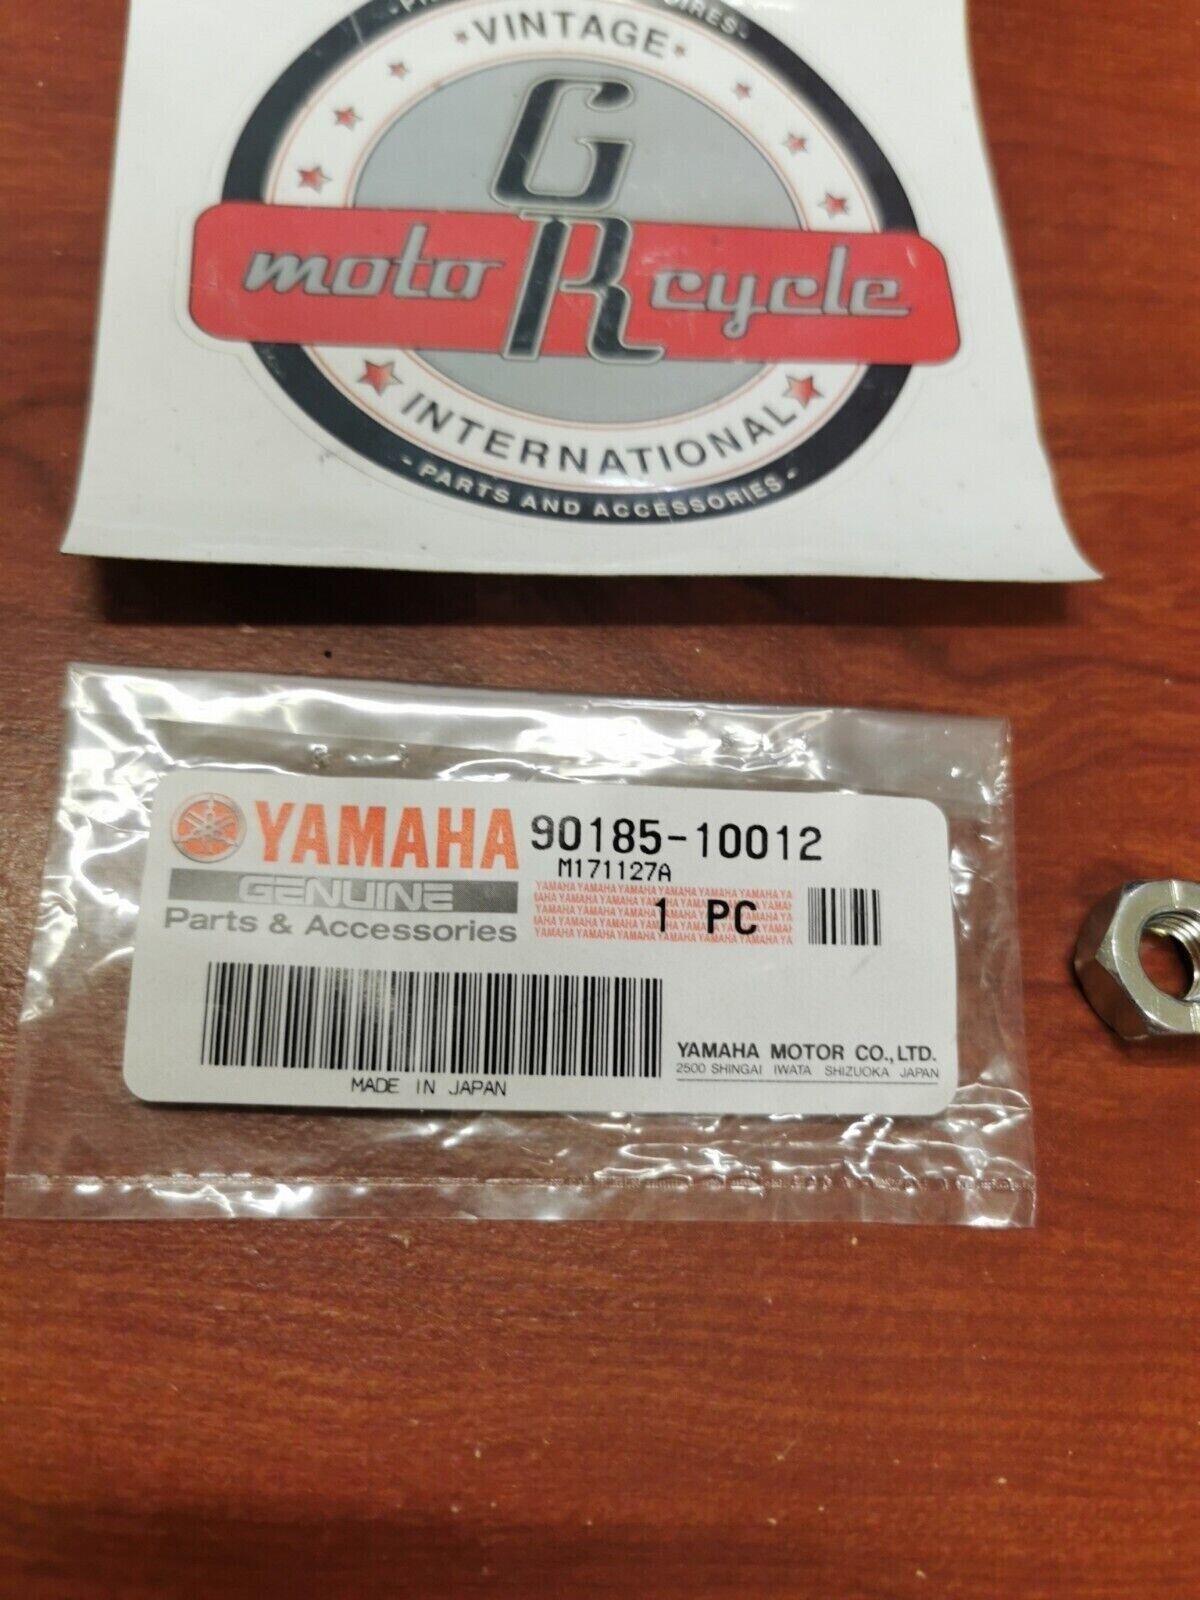 VINTAGE
GR
moto cycle
INTERNATIONAL
- PARTS AND ACCESSORIES -
YAMAHA 90185-10012
M171127A
GENUINE
Parts & Accessories
1 PC
YAMAHA MOTOR CO.,LTD.
2500 SHINGAI IWATA SHIZUOKA JAPAN
MADE IN JAPAN